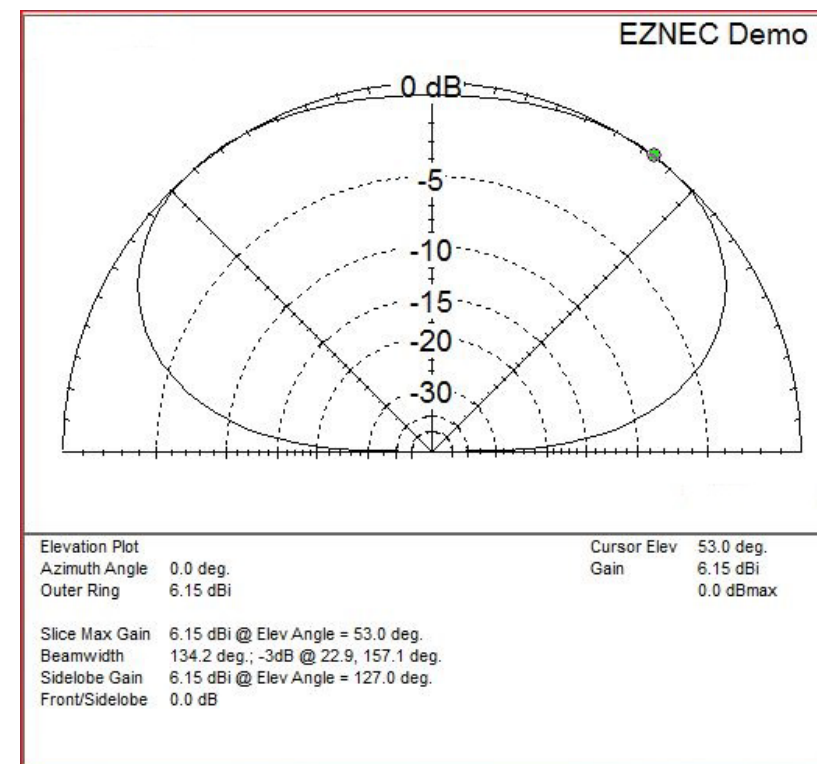 EZNEC Demo
0 dB
-5
-10
-15
-20
-30
Elevation Plot
Azimuth Angle 0.0 deg.
Outer Ring 6.15 dBi
Cursor Elev 53.0 deg.
Gain 6.15 dBi
0.0 dBmax
Slice Max Gain 6.15 dBi @ Elev Angle = 53.0 deg.
Beamwidth 134.2 deg.; -3dB @ 22.9, 157.1 deg.
Sidelobe Gain 6.15 dBi @ Elev Angle = 127.0 deg.
Front/Sidelobe 0.0 dB